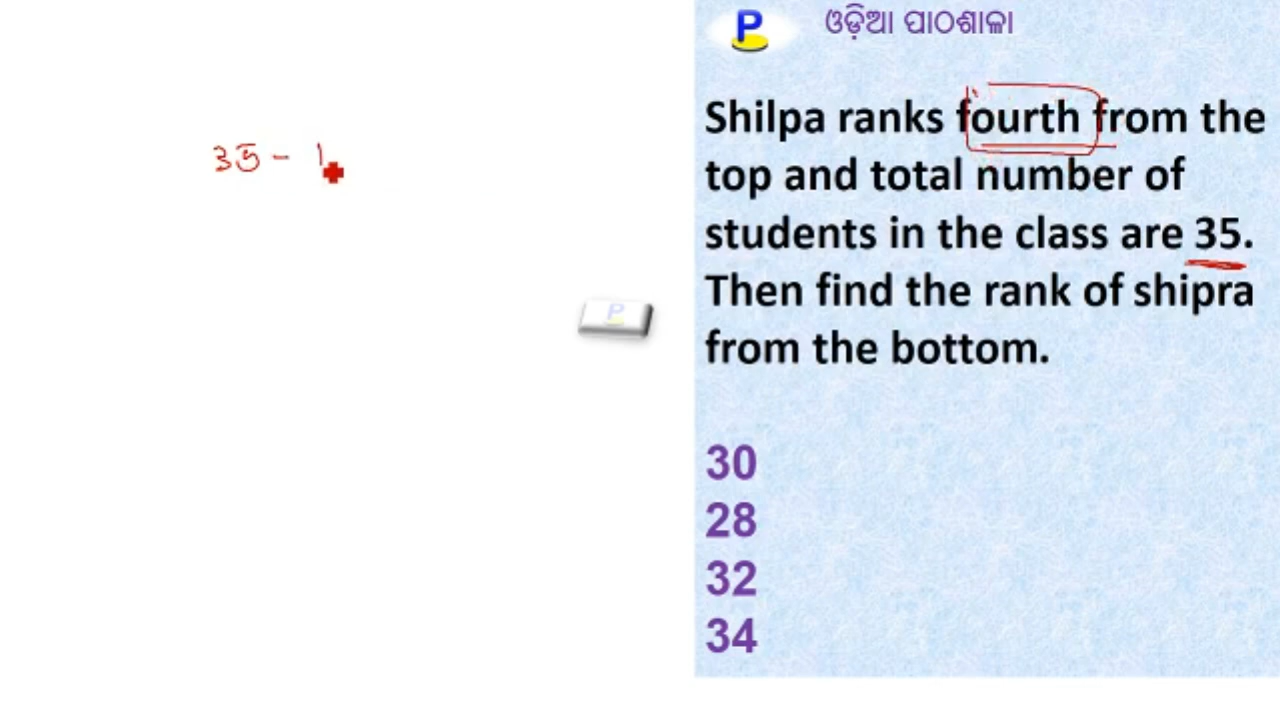 P ଓଡ଼ିଆ ପାଠଶାଳା
35 - 1
Shilpa ranks fourth from the
top and total number of
students in the class are 35.
Then find the rank of shipra
from the bottom.
P
30
28
32
34